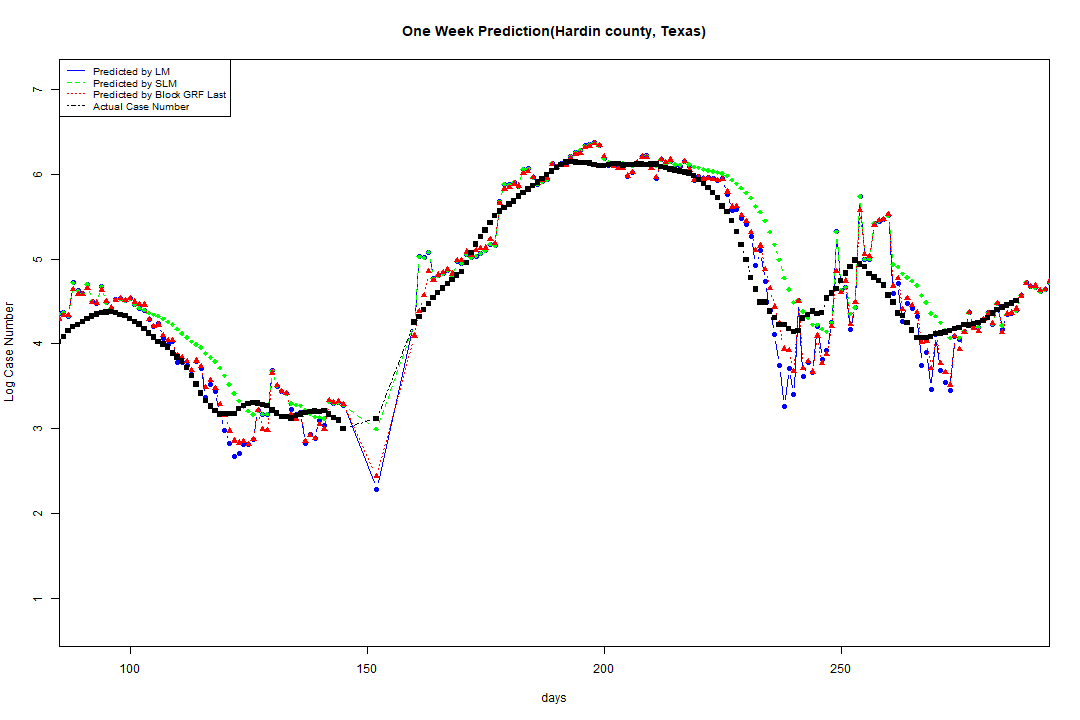 One Week Prediction(Hardin county, Texas)
Predicted by LM
Predicted by SLM
Predicted by Block GRF Last
Actual Case Number
7
6
5
4
3
2
1
Log Case Number
100
150
200
250
days